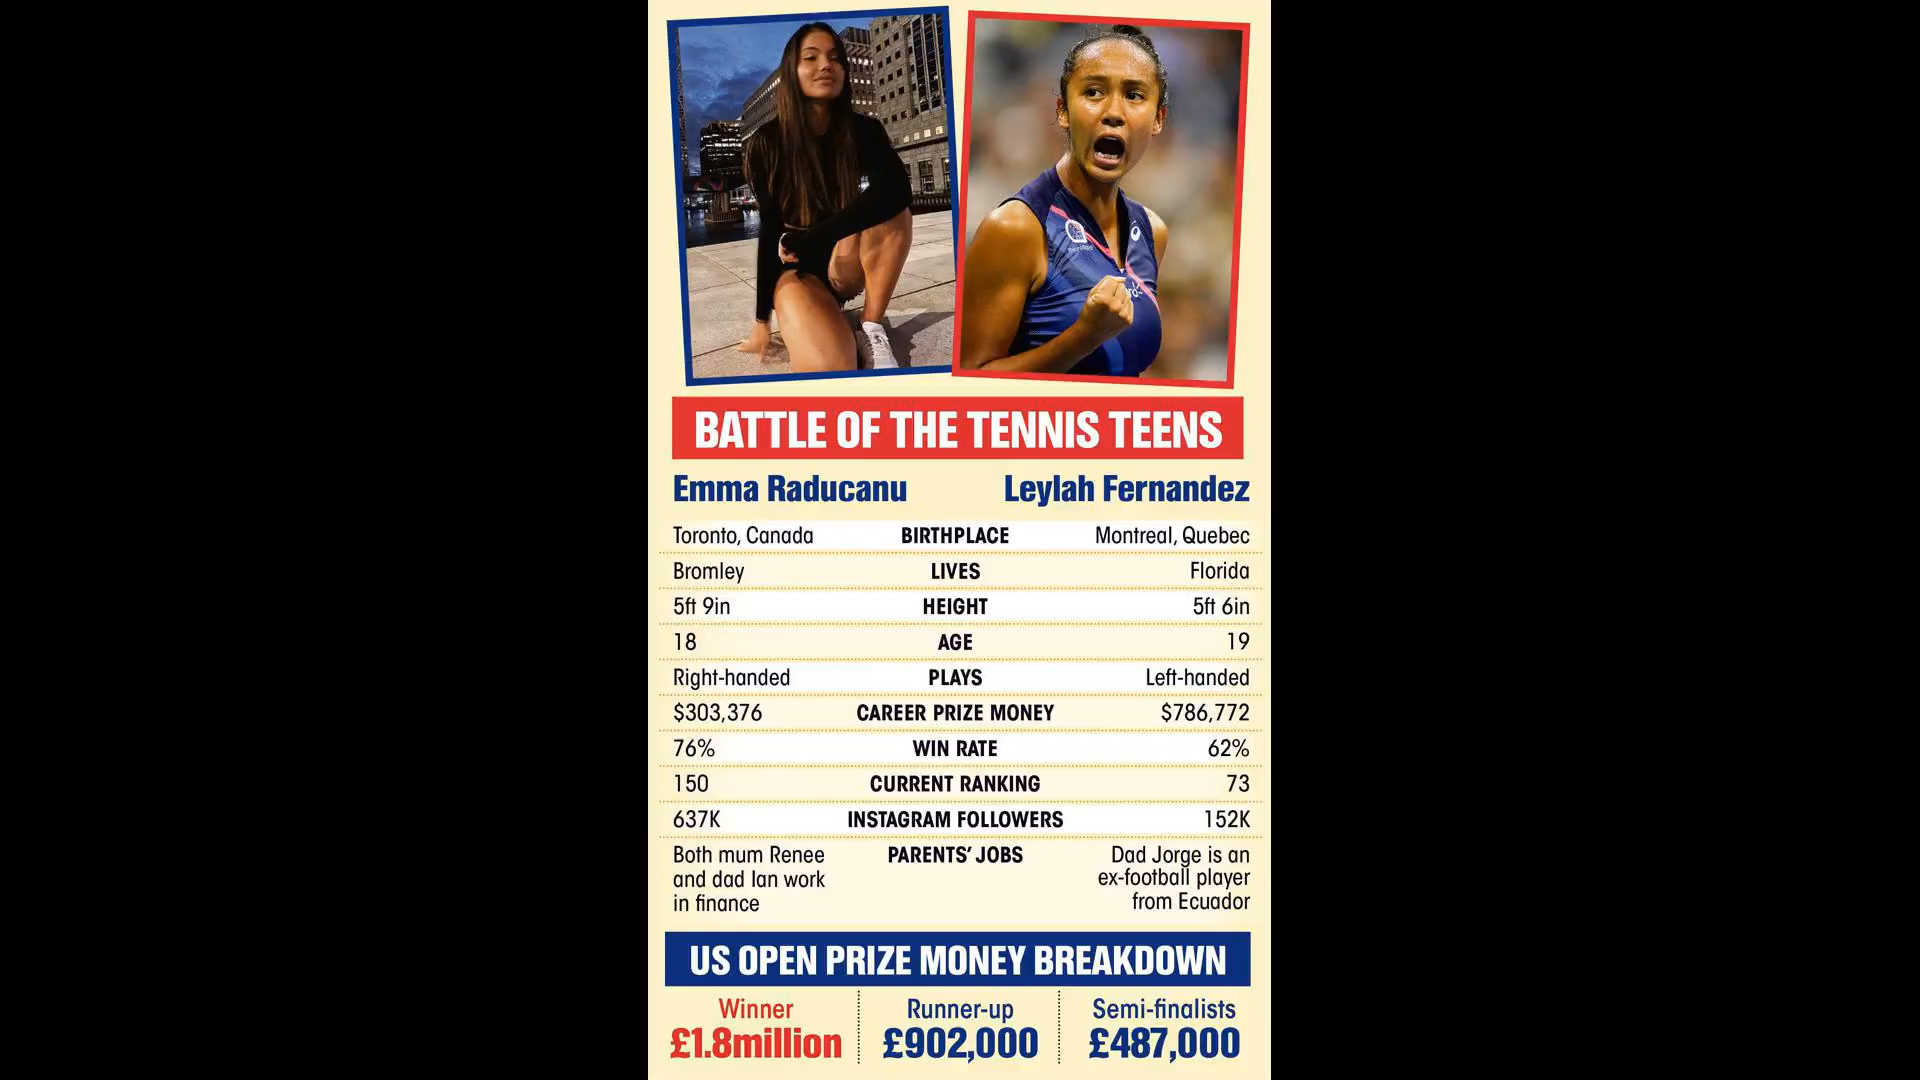 BATTLE OF THE TENNIS TEENS
Emma Raducanu Leylah Fernandez
Toronto, Canada BIRTHPLACE Montreal, Quebec
Bromley LIVES Florida
5ft 9in HEIGHT 5ft 6in
18 AGE 19
Right-handed PLAYS Left-handed
$303,376 CAREER PRIZE MONEY $786,772
76% WIN RATE 62%
150 CURRENT RANKING 73
637K INSTAGRAM FOLLOWERS 152K
Both mum Renee PARENTS' JOBS Dad Jorge is an
and dad Ian work ex-football player
in finance from Ecuador
US OPEN PRIZE MONEY BREAKDOWN
Winner Runner-up Semi-finalists
£1.8million £902,000 £487,000